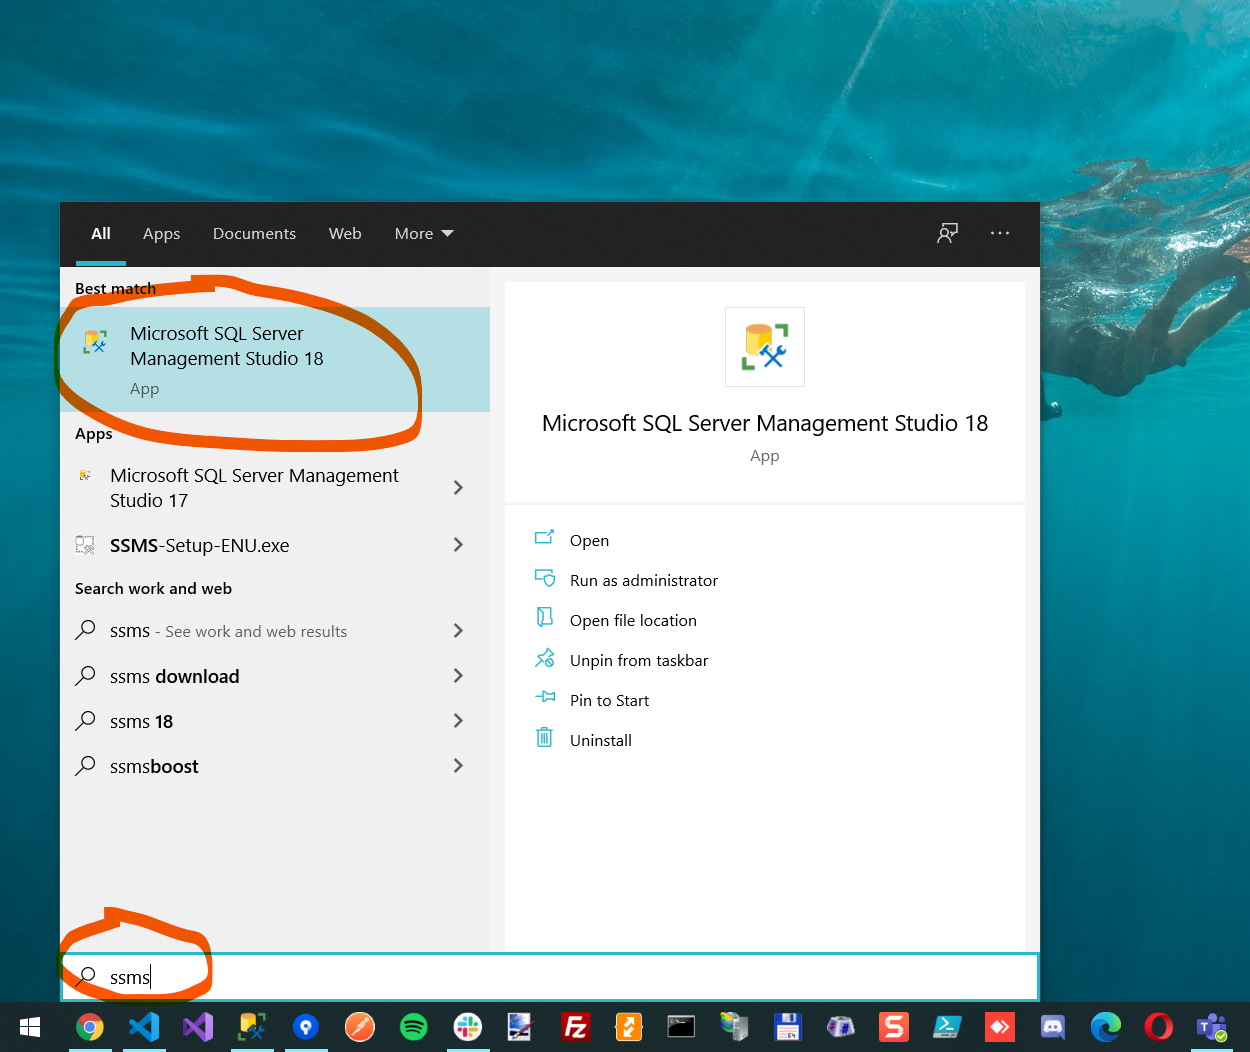 All Apps Documents Web More
Best match
Microsoft SQL Server
Management Studio 18
App
Apps
Microsoft SQL Server Management
Studio 17
SSMS-Setup-ENU.exe
Search work and web
ssms - See work and web results
ssms download
ssms 18
ssmsboost
Microsoft SQL Server Management Studio 18
App
Open
Run as administrator
Open file location
Unpin from taskbar
Pin to Start
Uninstall
ssms